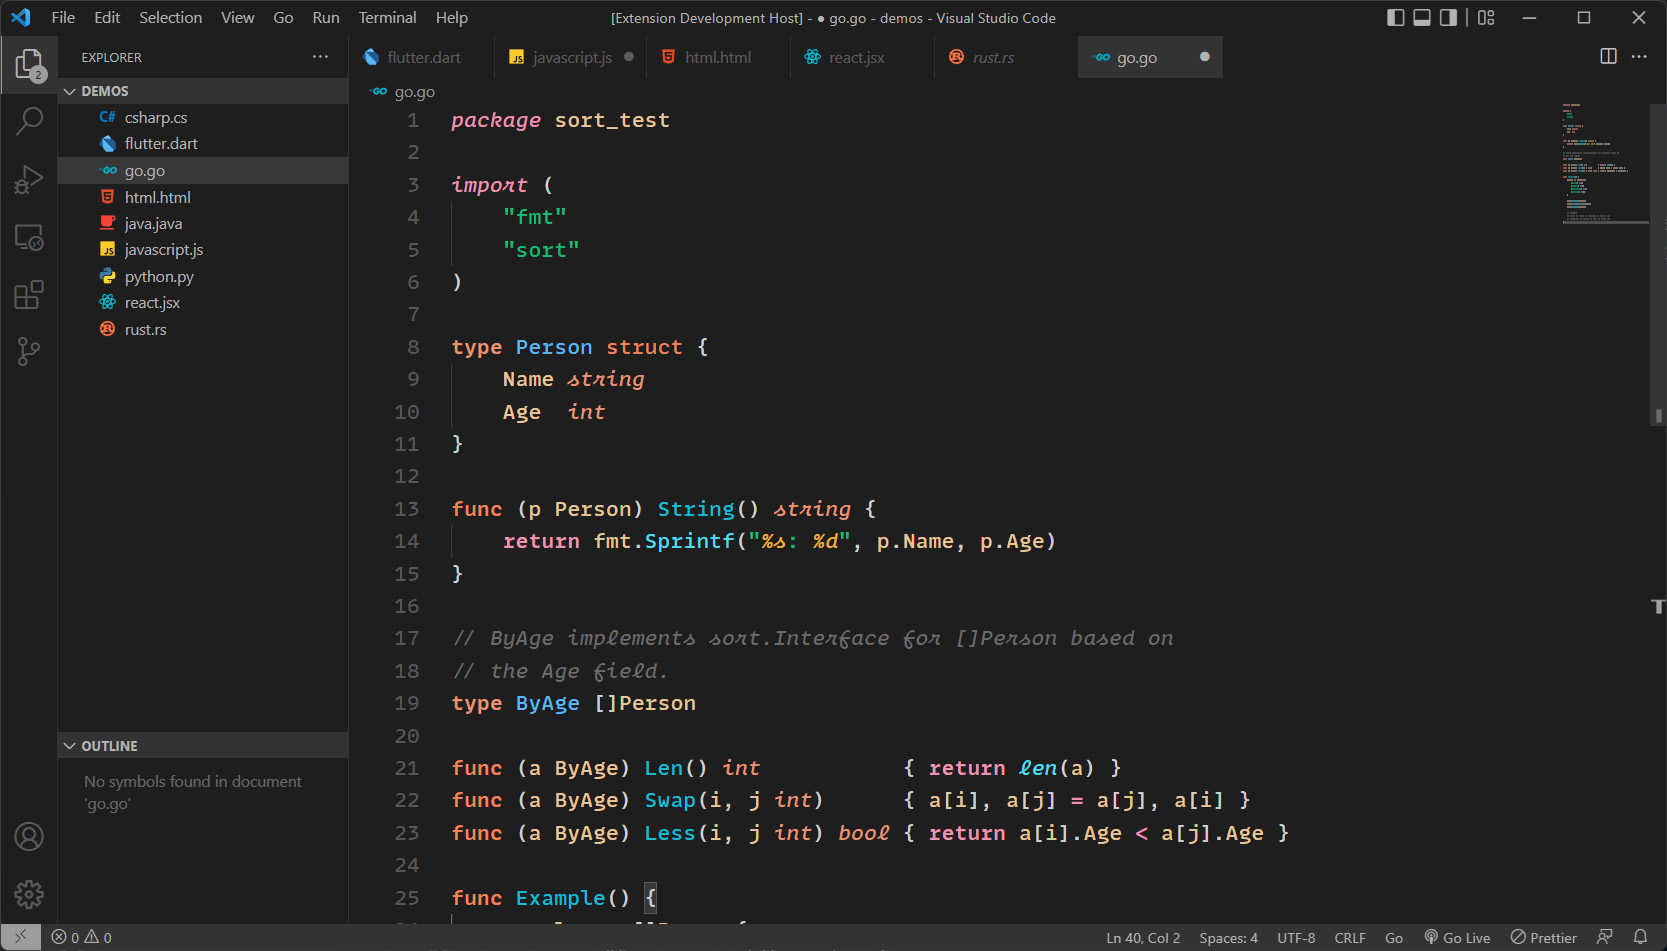 File Edit Selection View Go Run Terminal Help
[Extension Development Host] - ● go.go - demos - Visual Studio Code
2
EXPLORER
DEMOS
C# csharp.cs
flutter.dart
go.go
html.html
java.java
JS javascript.js
python.py
react.jsx
rust.rs
OUTLINE
No symbols found in document
'go.go'
flutter.dart
JS javascript.js
html.html
react.jsx
rust.rs
go.go
go.go
1 package sort_test
2
3 import (
4     "fmt"
5     "sort"
6 )
7
8 type Person struct {
9     Name string
10     Age  int
11 }
12
13 func (p Person) String() string {
14     return fmt.Sprintf("%s: %d", p.Name, p.Age)
15 }
16
17 // ByAge implements sort.Interface for []Person based on
18 // the Age field.
19 type ByAge []Person
20
21 func (a ByAge) Len() int           { return len(a) }
22 func (a ByAge) Swap(i, j int)      { a[i], a[j] = a[j], a[i] }
23 func (a ByAge) Less(i, j int) bool { return a[i].Age < a[j].Age }
24
25 func Example() {
0 0
Ln 40, Col 2 Spaces: 4 UTF-8 CRLF Go Go Live Prettier